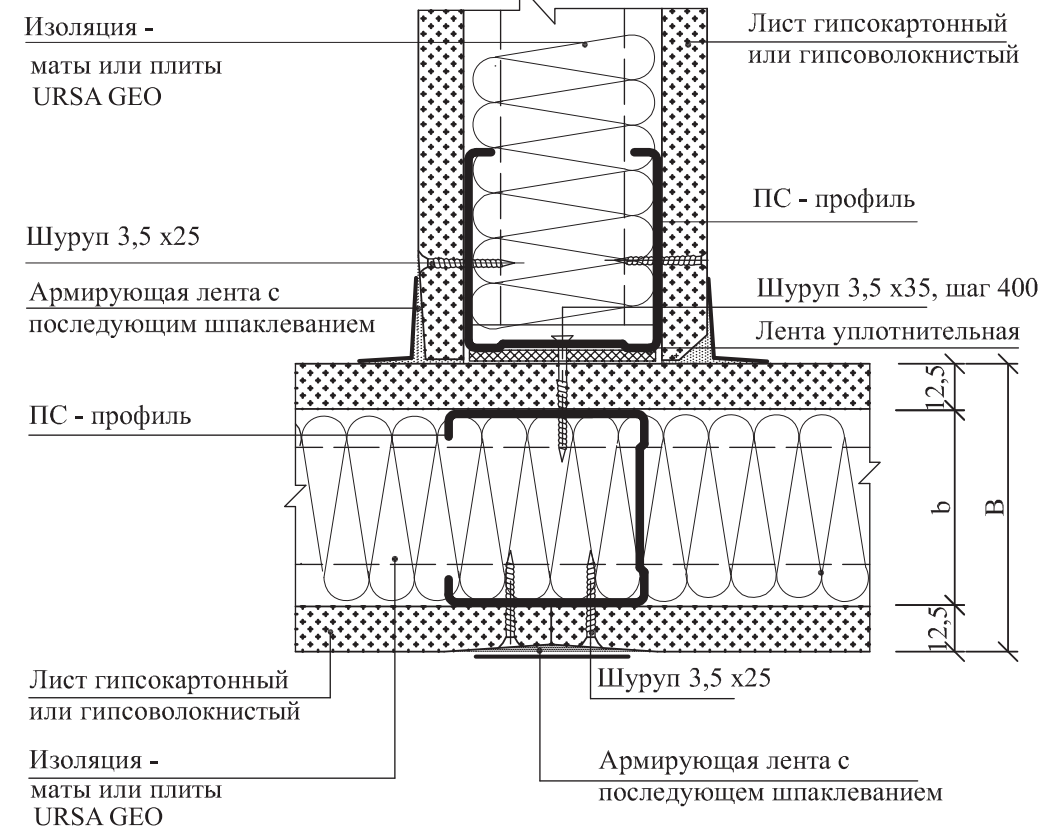 Изоляция -
маты или плиты
URSA GEO
Лист гипсокартонный
или гипсоволокнистый
ПС - профиль
Шуруп 3,5 х25
Шуруп 3,5 х35, шаг 400
Армирующая лента с
последующим шпаклеванием
Лента уплотнительная
ПС - профиль
12,5
b
B
12,5
Лист гипсокартонный
или гипсоволокнистый
Шуруп 3,5 х25
Изоляция -
маты или плиты
URSA GEO
Армирующая лента с
последующем шпаклеванием